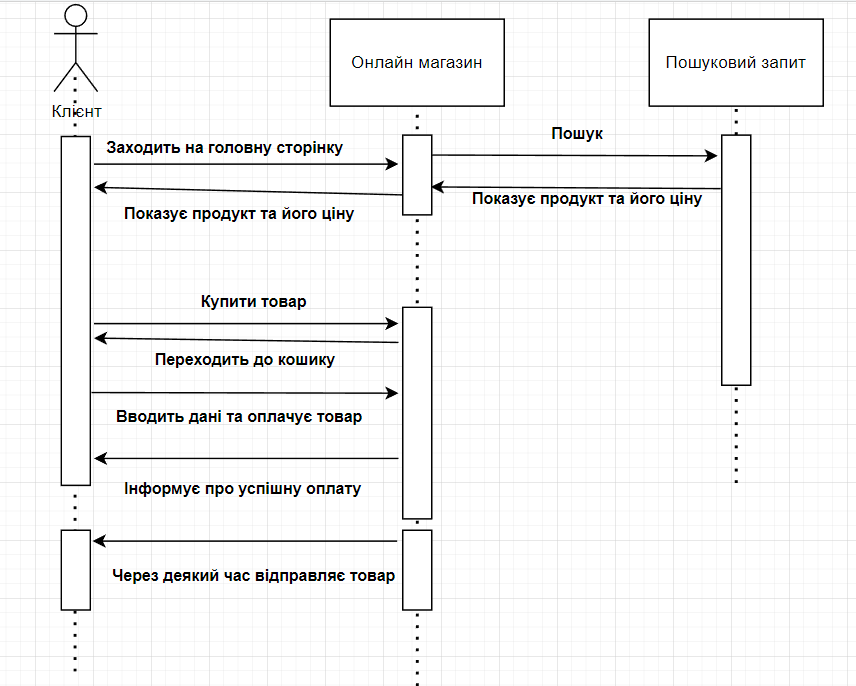 Клієнт
Онлайн магазин
Пошуковий запит
Заходить на головну сторінку
Пошук
Показує продукт та його ціну
Показує продукт та його ціну
Купити товар
Переходить до кошику
Вводить дані та оплачує товар
Інформує про успішну оплату
Через деякий час відправляє товар